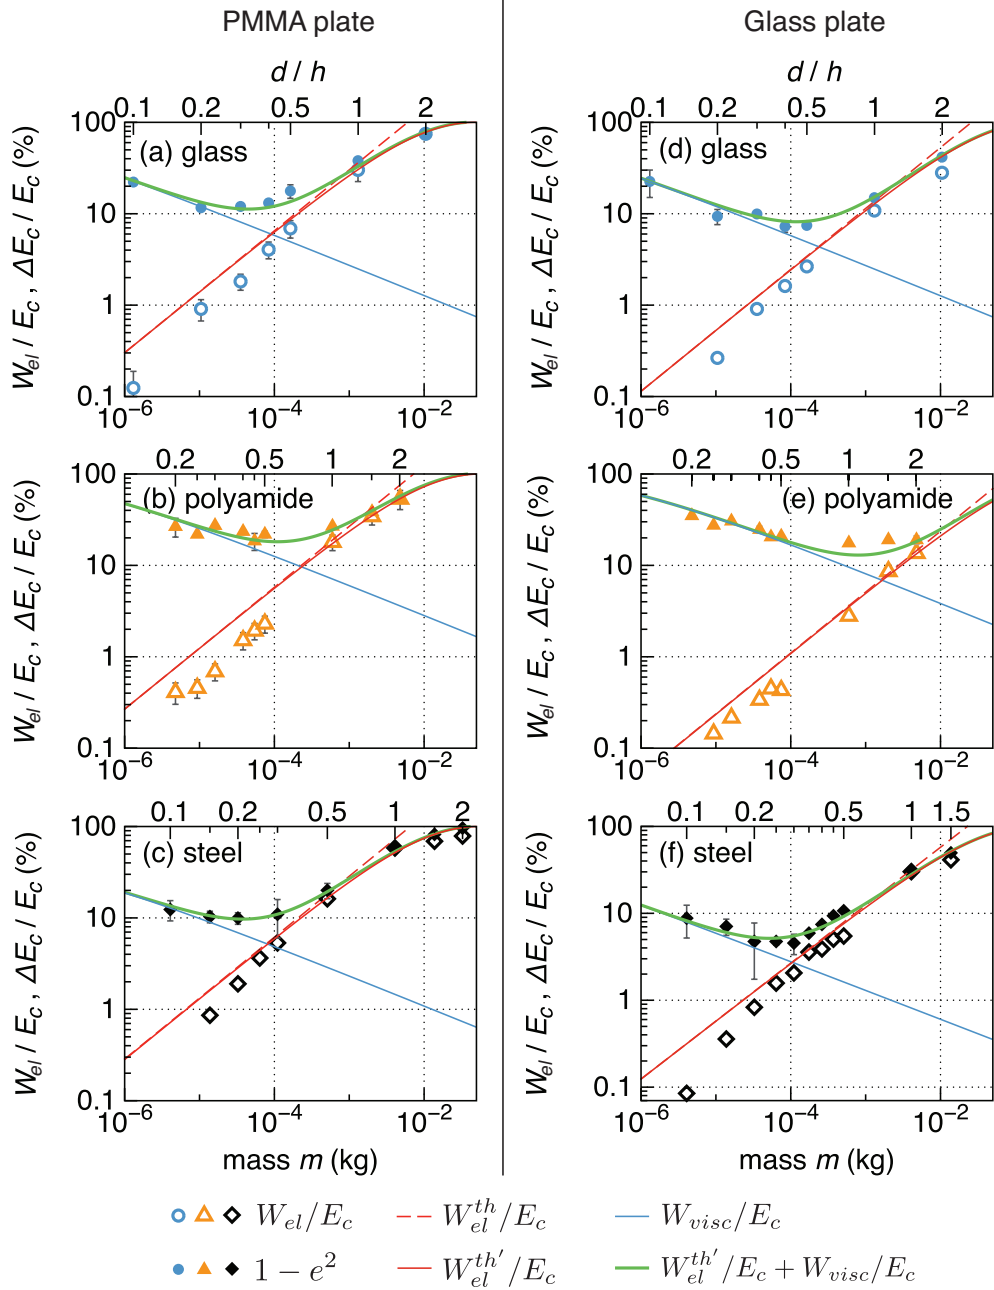 PMMA plate
Glass plate
d / h
d / h
0.1 0.2 0.5 1 2
0.1 0.2 0.5 1 2
W_el / E_c , ΔE_c / E_c (%)
100
10
1
0.1
(a) glass
10^-6 10^-4 10^-2
W_el / E_c , ΔE_c / E_c (%)
100
10
1
0.1
(d) glass
10^-6 10^-4 10^-2
0.2 0.5 1 2
W_el / E_c , ΔE_c / E_c (%)
100
10
1
0.1
(b) polyamide
10^-6 10^-4 10^-2
0.2 0.5 1 2
W_el / E_c , ΔE_c / E_c (%)
100
10
1
0.1
(e) polyamide
10^-6 10^-4 10^-2
0.1 0.2 0.5 1 2
W_el / E_c , ΔE_c / E_c (%)
100
10
1
0.1
(c) steel
10^-6 10^-4 10^-2
mass m (kg)
0.1 0.2 0.5 1 1.5
W_el / E_c , ΔE_c / E_c (%)
100
10
1
0.1
(f) steel
10^-6 10^-4 10^-2
mass m (kg)
W_el/E_c
W_el^th/E_c
W_visc/E_c
1 − e^2
W_el^th'/E_c
W_el^th'/E_c + W_visc/E_c